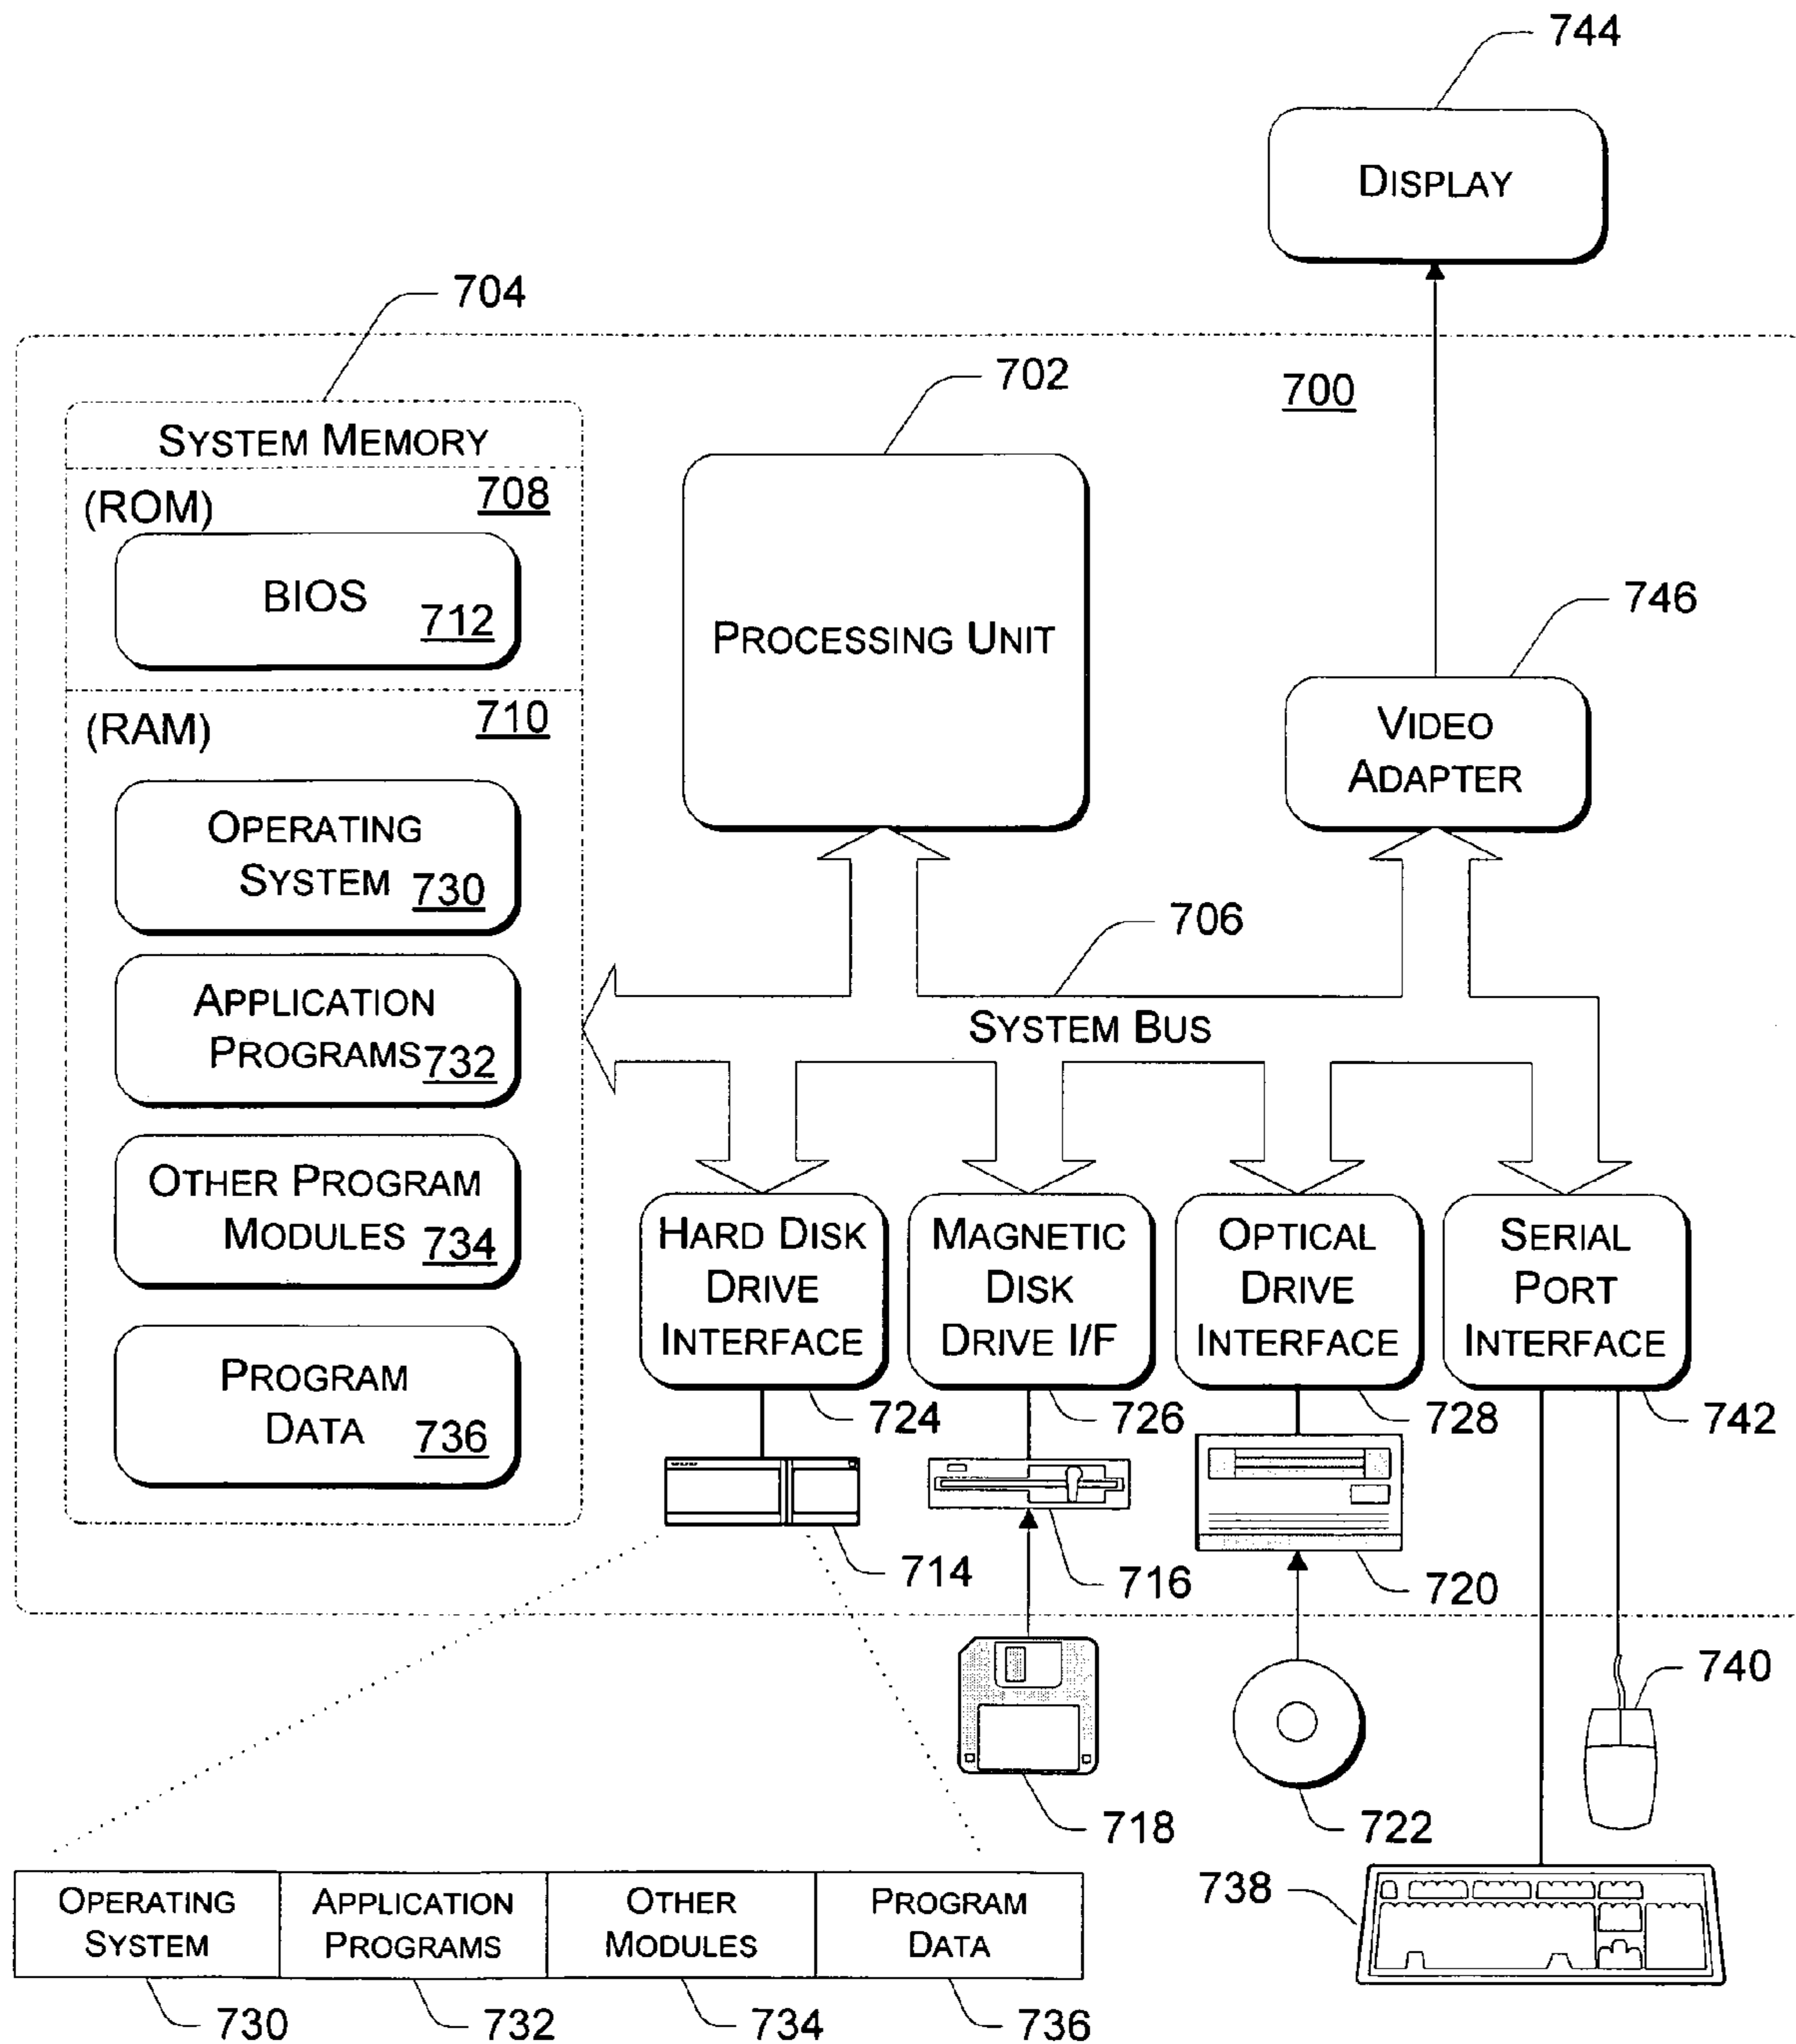 744
DISPLAY
704
702
700
SYSTEM MEMORY
(ROM)
708
BIOS
712
PROCESSING UNIT
746
(RAM)
710
VIDEO
ADAPTER
OPERATING
SYSTEM 730
706
APPLICATION
PROGRAMS 732
SYSTEM BUS
OTHER PROGRAM
MODULES 734
HARD DISK
DRIVE
INTERFACE
MAGNETIC
DISK
DRIVE I/F
OPTICAL
DRIVE
INTERFACE
SERIAL
PORT
INTERFACE
PROGRAM
DATA
736
724
726
728
742
714
716
720
740
718
722
738
OPERATING
SYSTEM
APPLICATION
PROGRAMS
OTHER
MODULES
PROGRAM
DATA
730
732
734
736